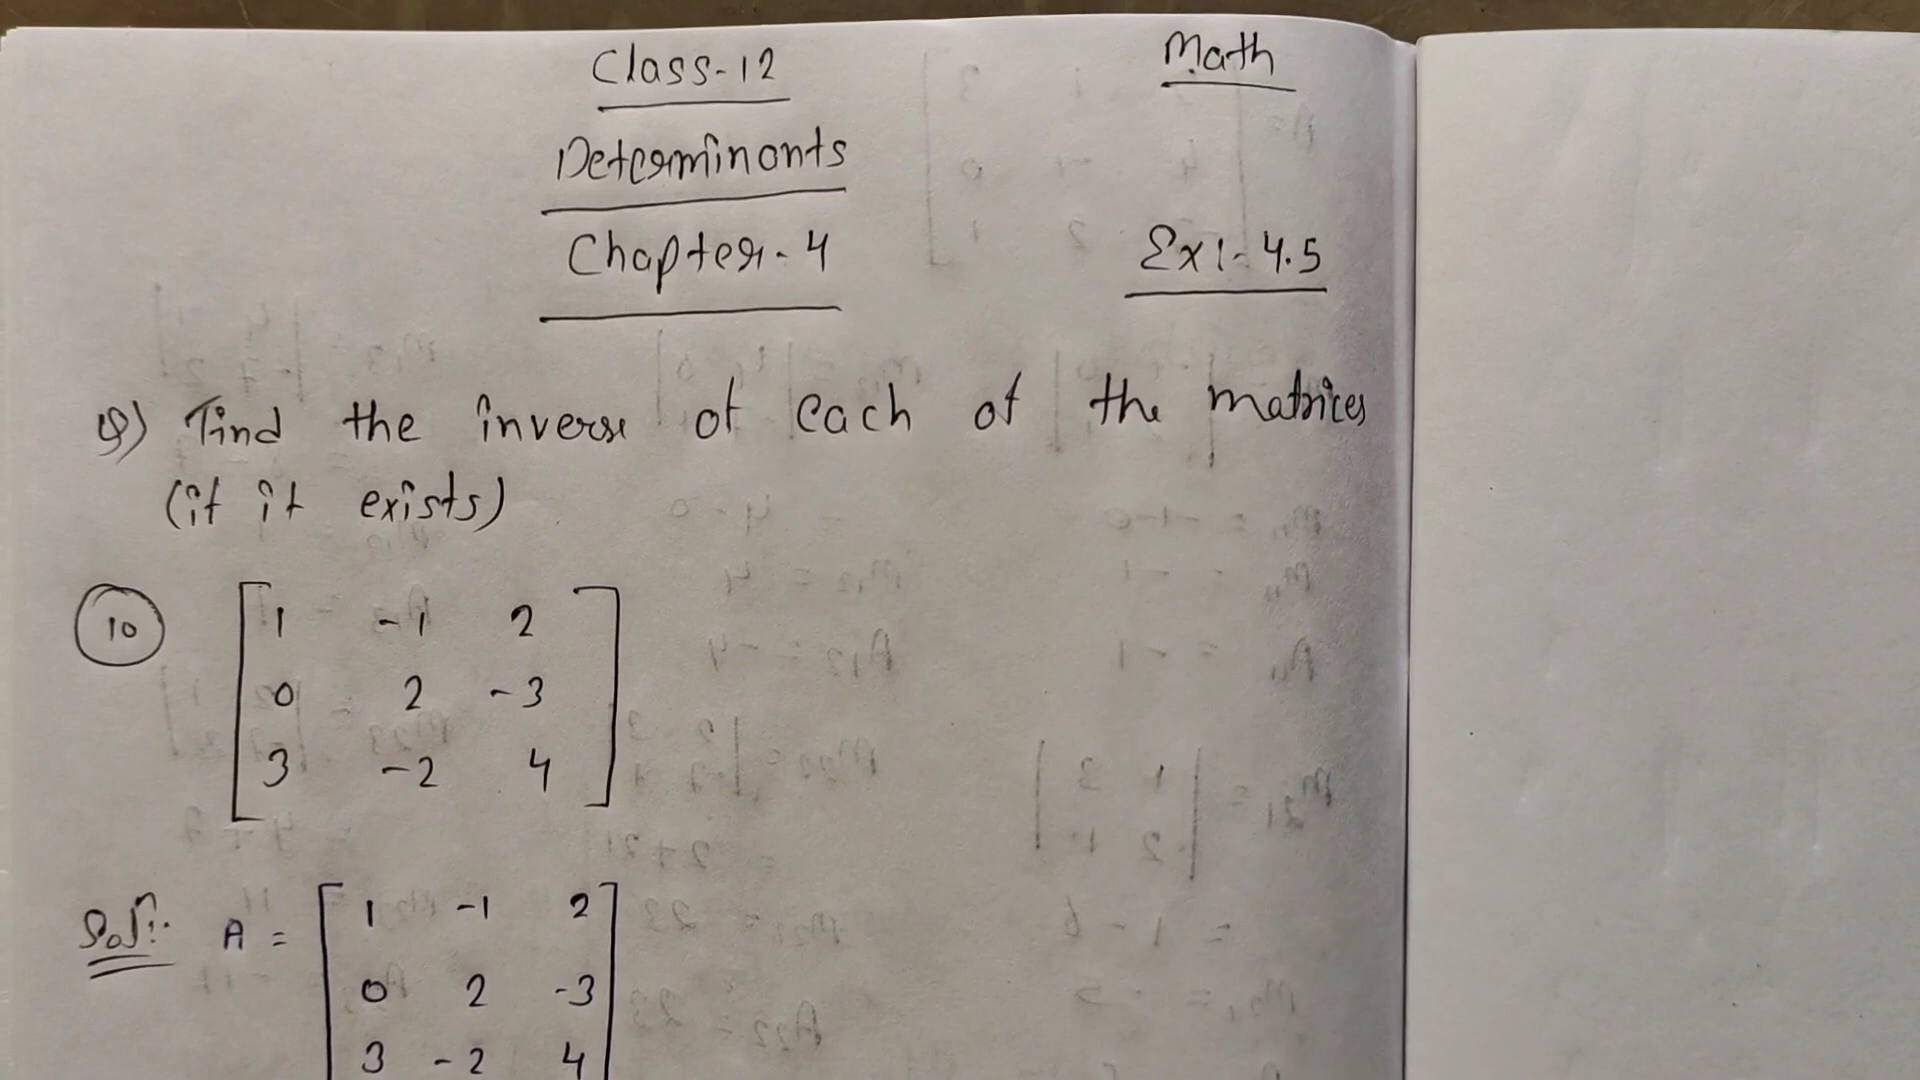 Class-12
Math
Determinants
Chapter-4
Ex:- 4.5
Q) Find the inverse of each of the matrices
(if it exists)
10
1 -1 2
0 2 -3
3 -2 4
Sol:- A = 1 -1 2
0 2 -3
3 -2 4